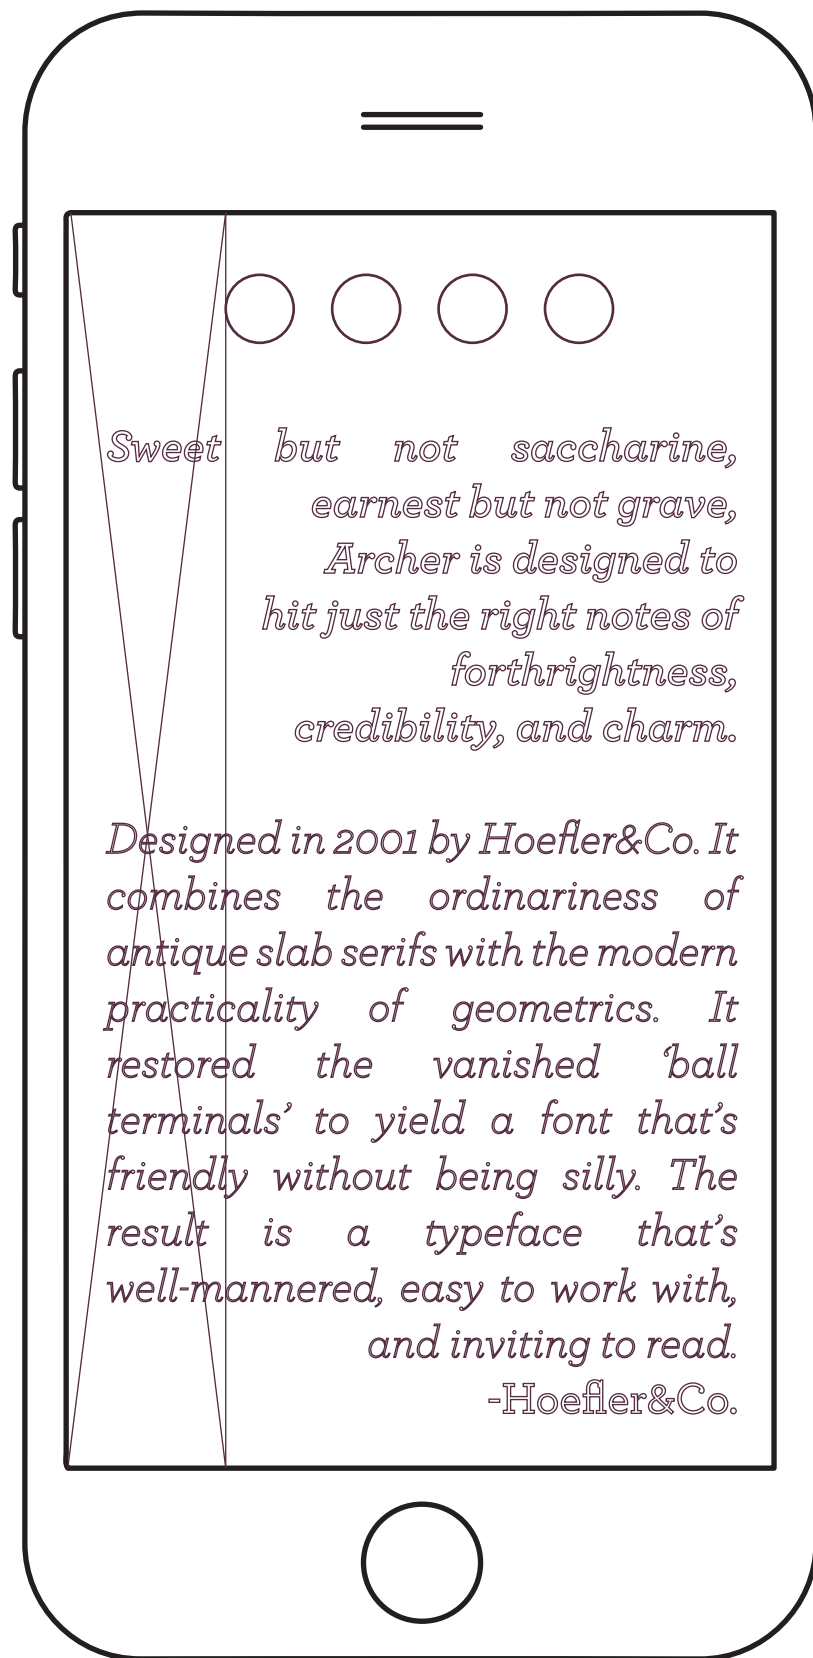 Sweet but not saccharine,
earnest but not grave,
Archer is designed to
hit just the right notes of
forthrightness,
credibility, and charm.
Designed in 2001 by Hoefler&Co. It
combines the ordinariness of
antique slab serifs with the modern
practicality of geometrics. It
restored the vanished ‘ball
terminals’ to yield a font that’s
friendly without being silly. The
result is a typeface that’s
well-mannered, easy to work with,
and inviting to read.
-Hoefler&Co.